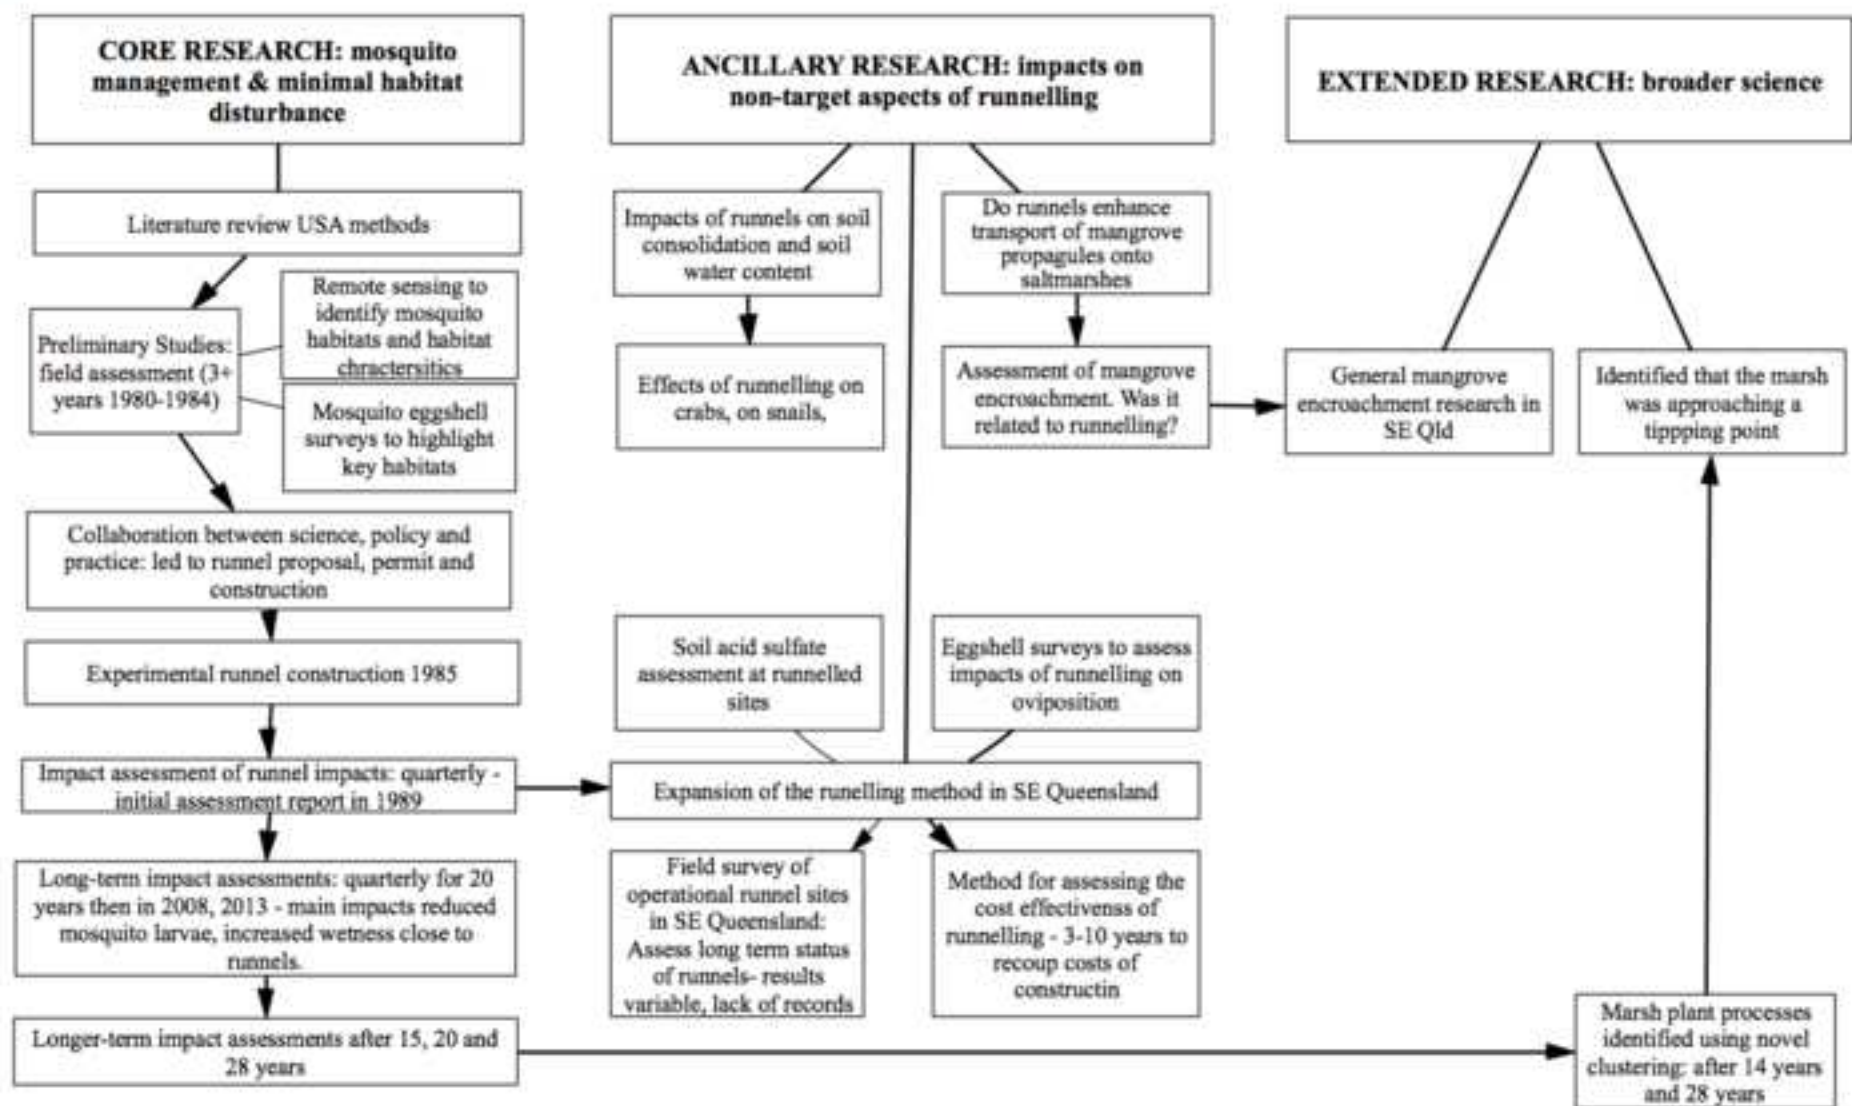 CORE RESEARCH: mosquito
management & minimal habitat
disturbance
Literature review USA methods
Preliminary Studies:
field assessment (3+
years 1980-1984)
Remote sensing to
identify mosquito
habitats and habitat
chractersitics
Mosquito eggshell
surveys to highlight
key habitats
Collaboration between science, policy and
practice: led to runnel proposal, permit and
construction
Experimental runnel construction 1985
Impact assessment of runnel impacts: quarterly -
initial assessment report in 1989
Long-term impact assessments: quarterly for 20
years then in 2008, 2013 - main impacts reduced
mosquito larvae, increased wetness close to
runnels.
Longer-term impact assessments after 15, 20 and
28 years
ANCILLARY RESEARCH: impacts on
non-target aspects of runnelling
Impacts of runnels on soil
consolidation and soil
water content
Effects of runnelling on
crabs, on snails,
Do runnels enhance
transport of mangrove
propagules onto
saltmarshes
Assessment of mangrove
encroachment. Was it
related to runnelling?
Soil acid sulfate
assessment at runnelled
sites
Eggshell surveys to assess
impacts of runnelling on
oviposition
Expansion of the runelling method in SE Queensland
Field survey of
operational runnel sites
in SE Queensland:
Assess long term status
of runnels- results
variable, lack of records
Method for assessing the
cost effectivenss of
runnelling - 3-10 years to
recoup costs of
constructin
EXTENDED RESEARCH: broader science
General mangrove
encroachment research in
SE Qld
Identified that the marsh
was approaching a
tippping point
Marsh plant processes
identified using novel
clustering: after 14 years
and 28 years